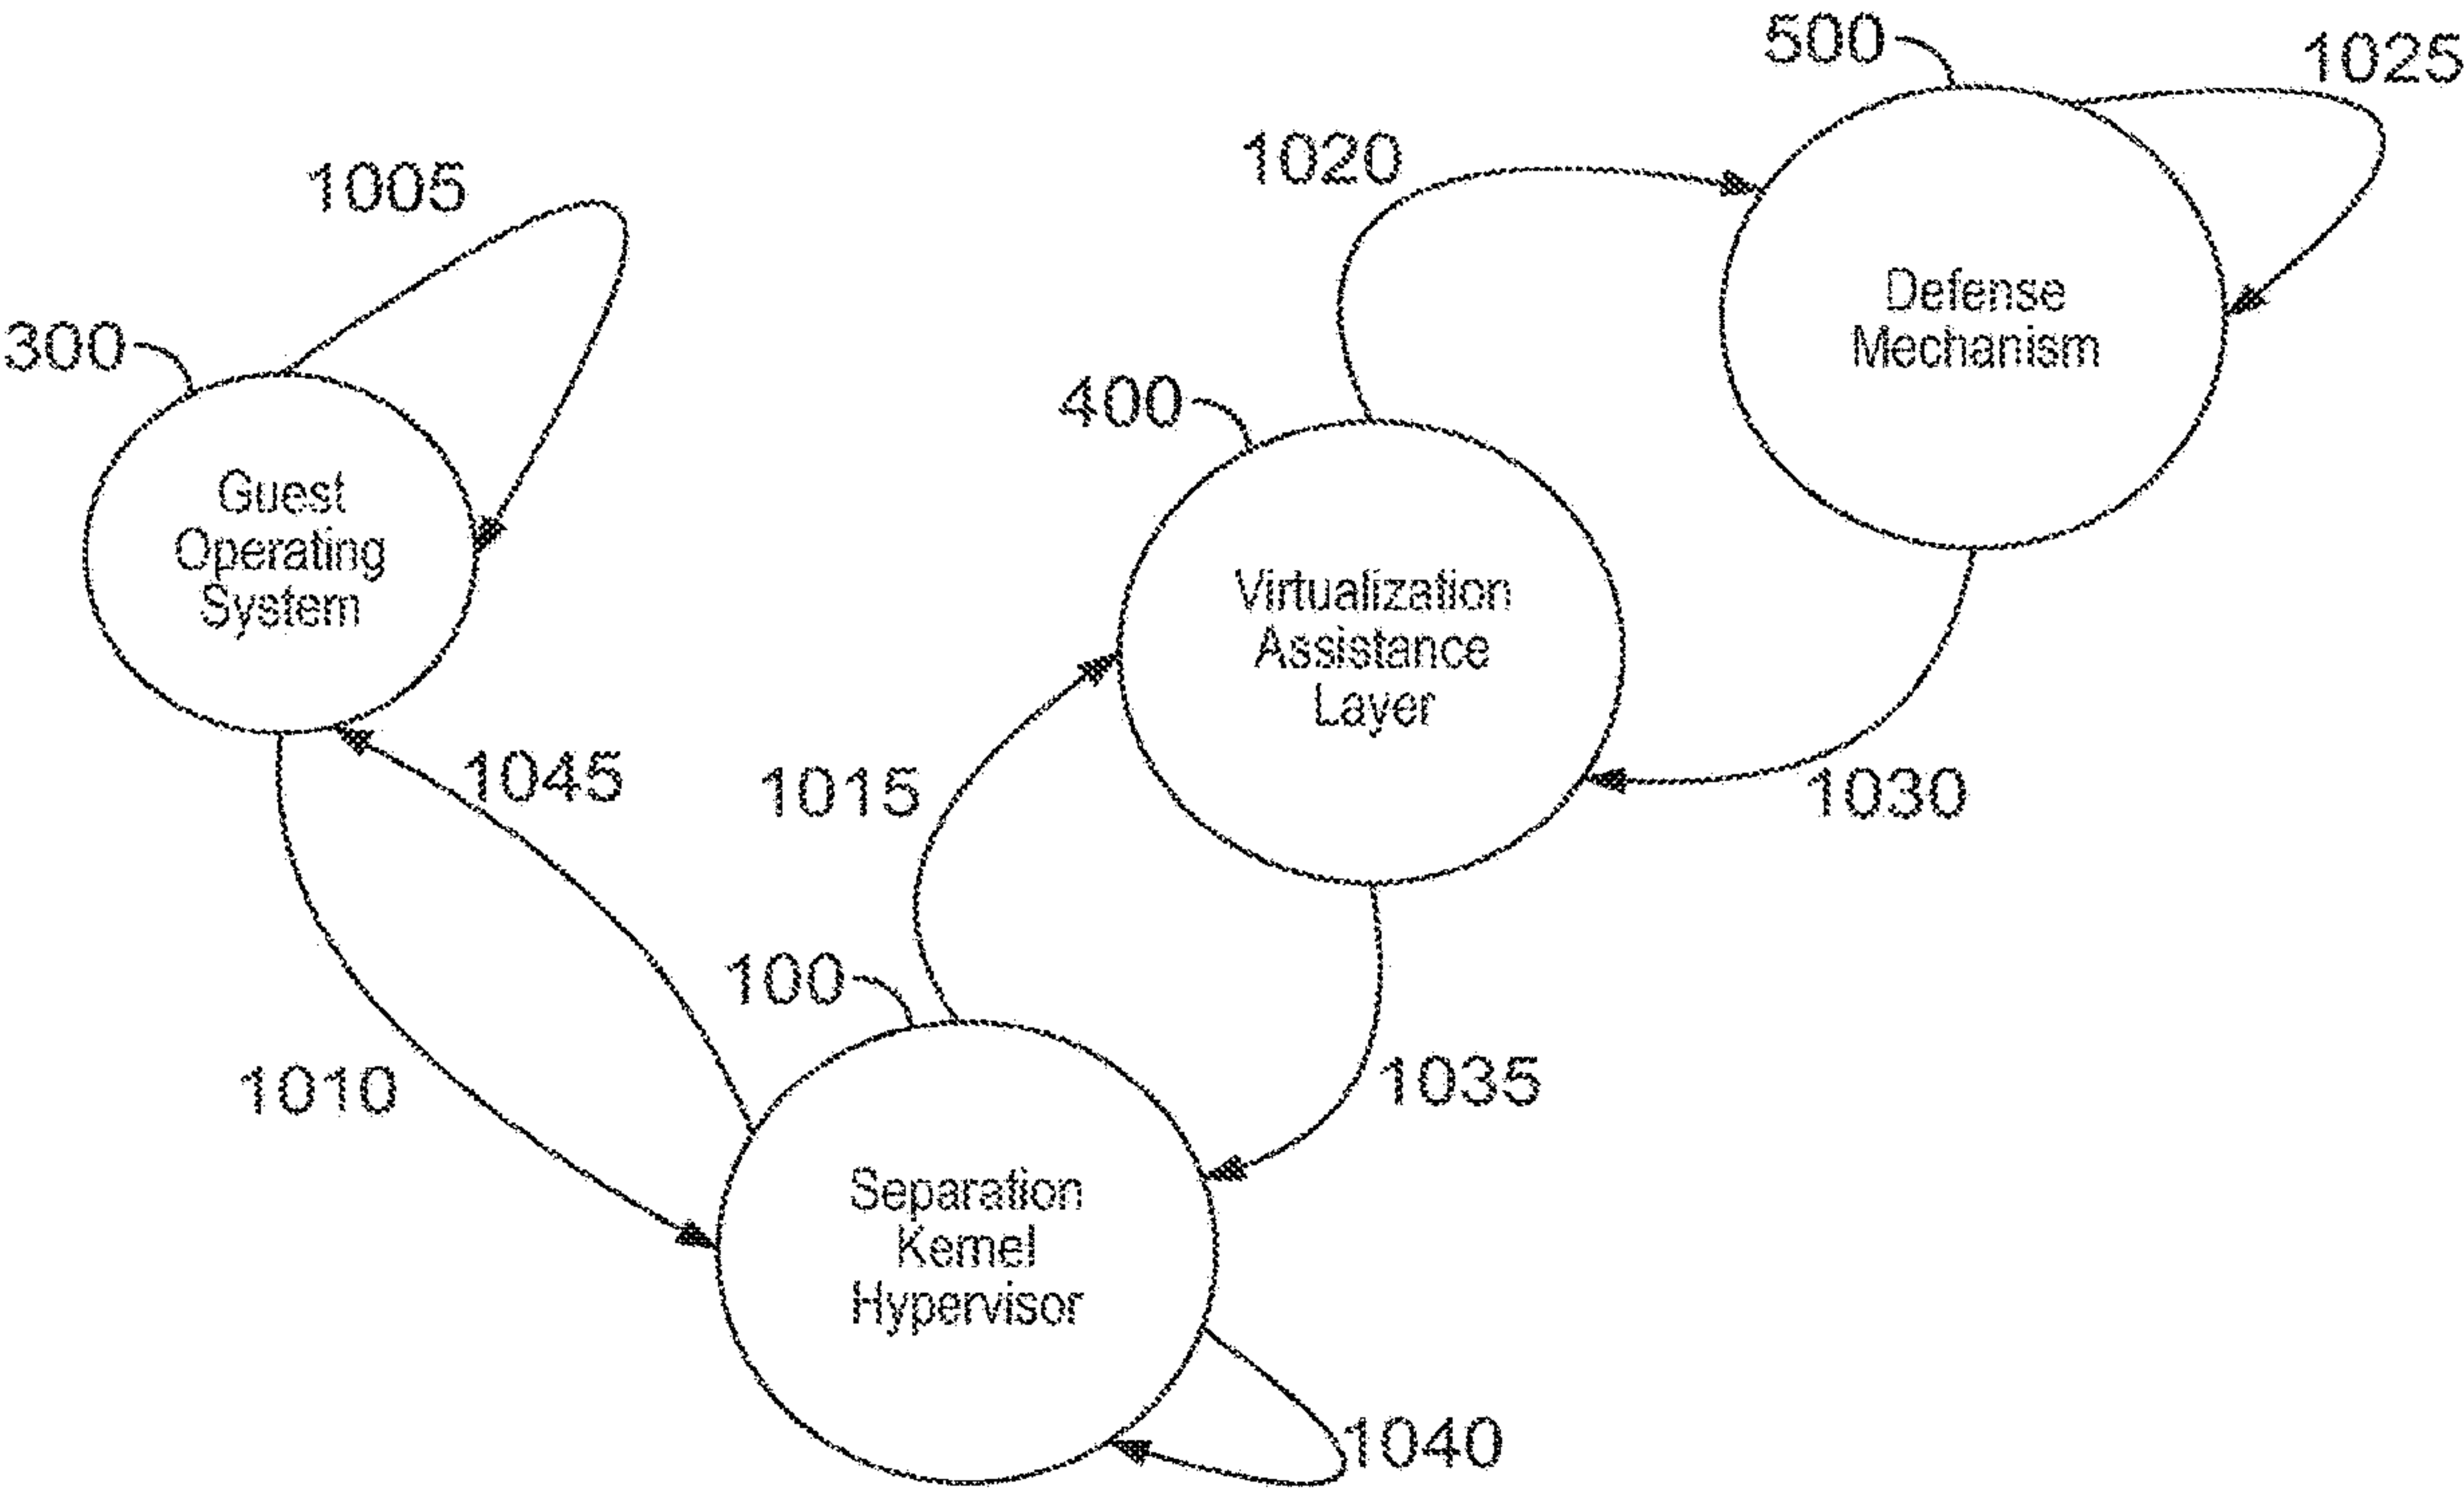 500
1025
1020
1005
300
Defense
Mechanism
400
Guest
Operating
System
Virtualization
Assistance
Layer
1045
1015
1030
100
1010
1035
Separation
Kernel
Hypervisor
1040